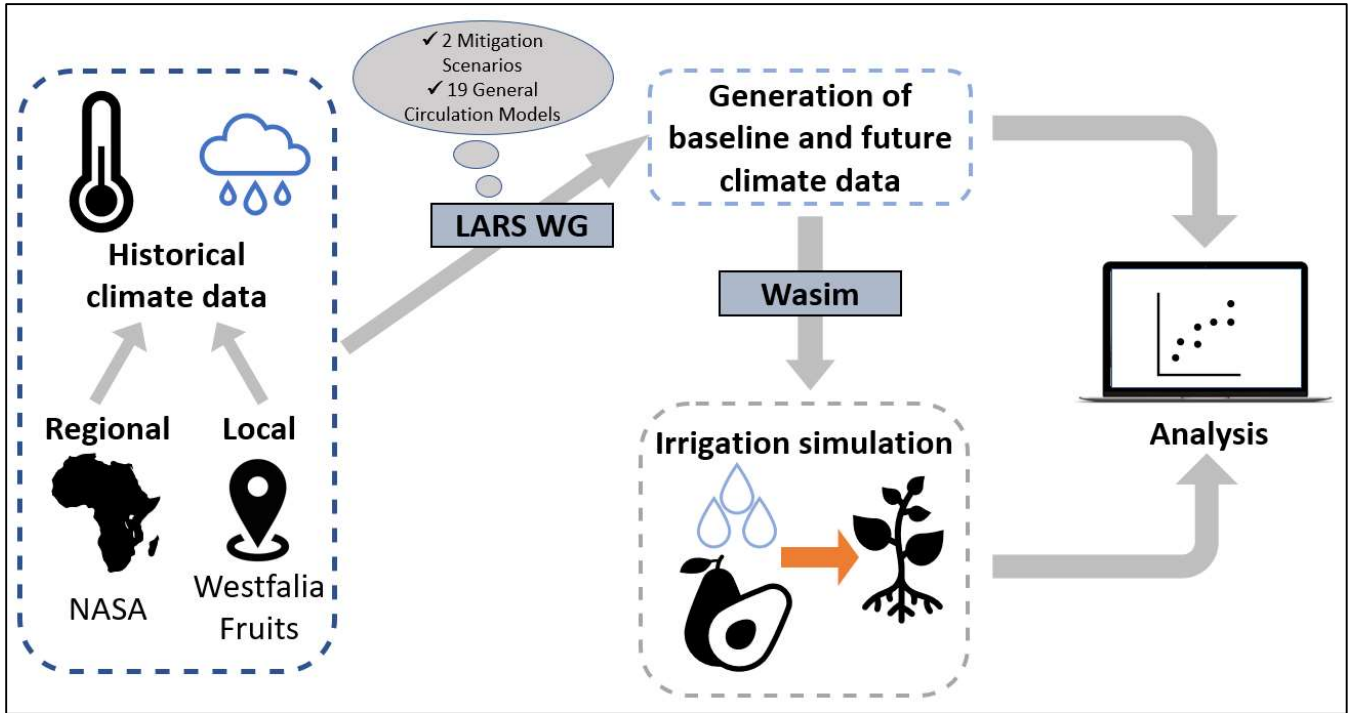 ✓ 2 Mitigation
Scenarios
✓ 19 General
Circulation Models
Historical
climate data
Regional
NASA
Local
Westfalia
Fruits
LARS WG
Generation of
baseline and future
climate data
Wasim
Irrigation simulation
Analysis